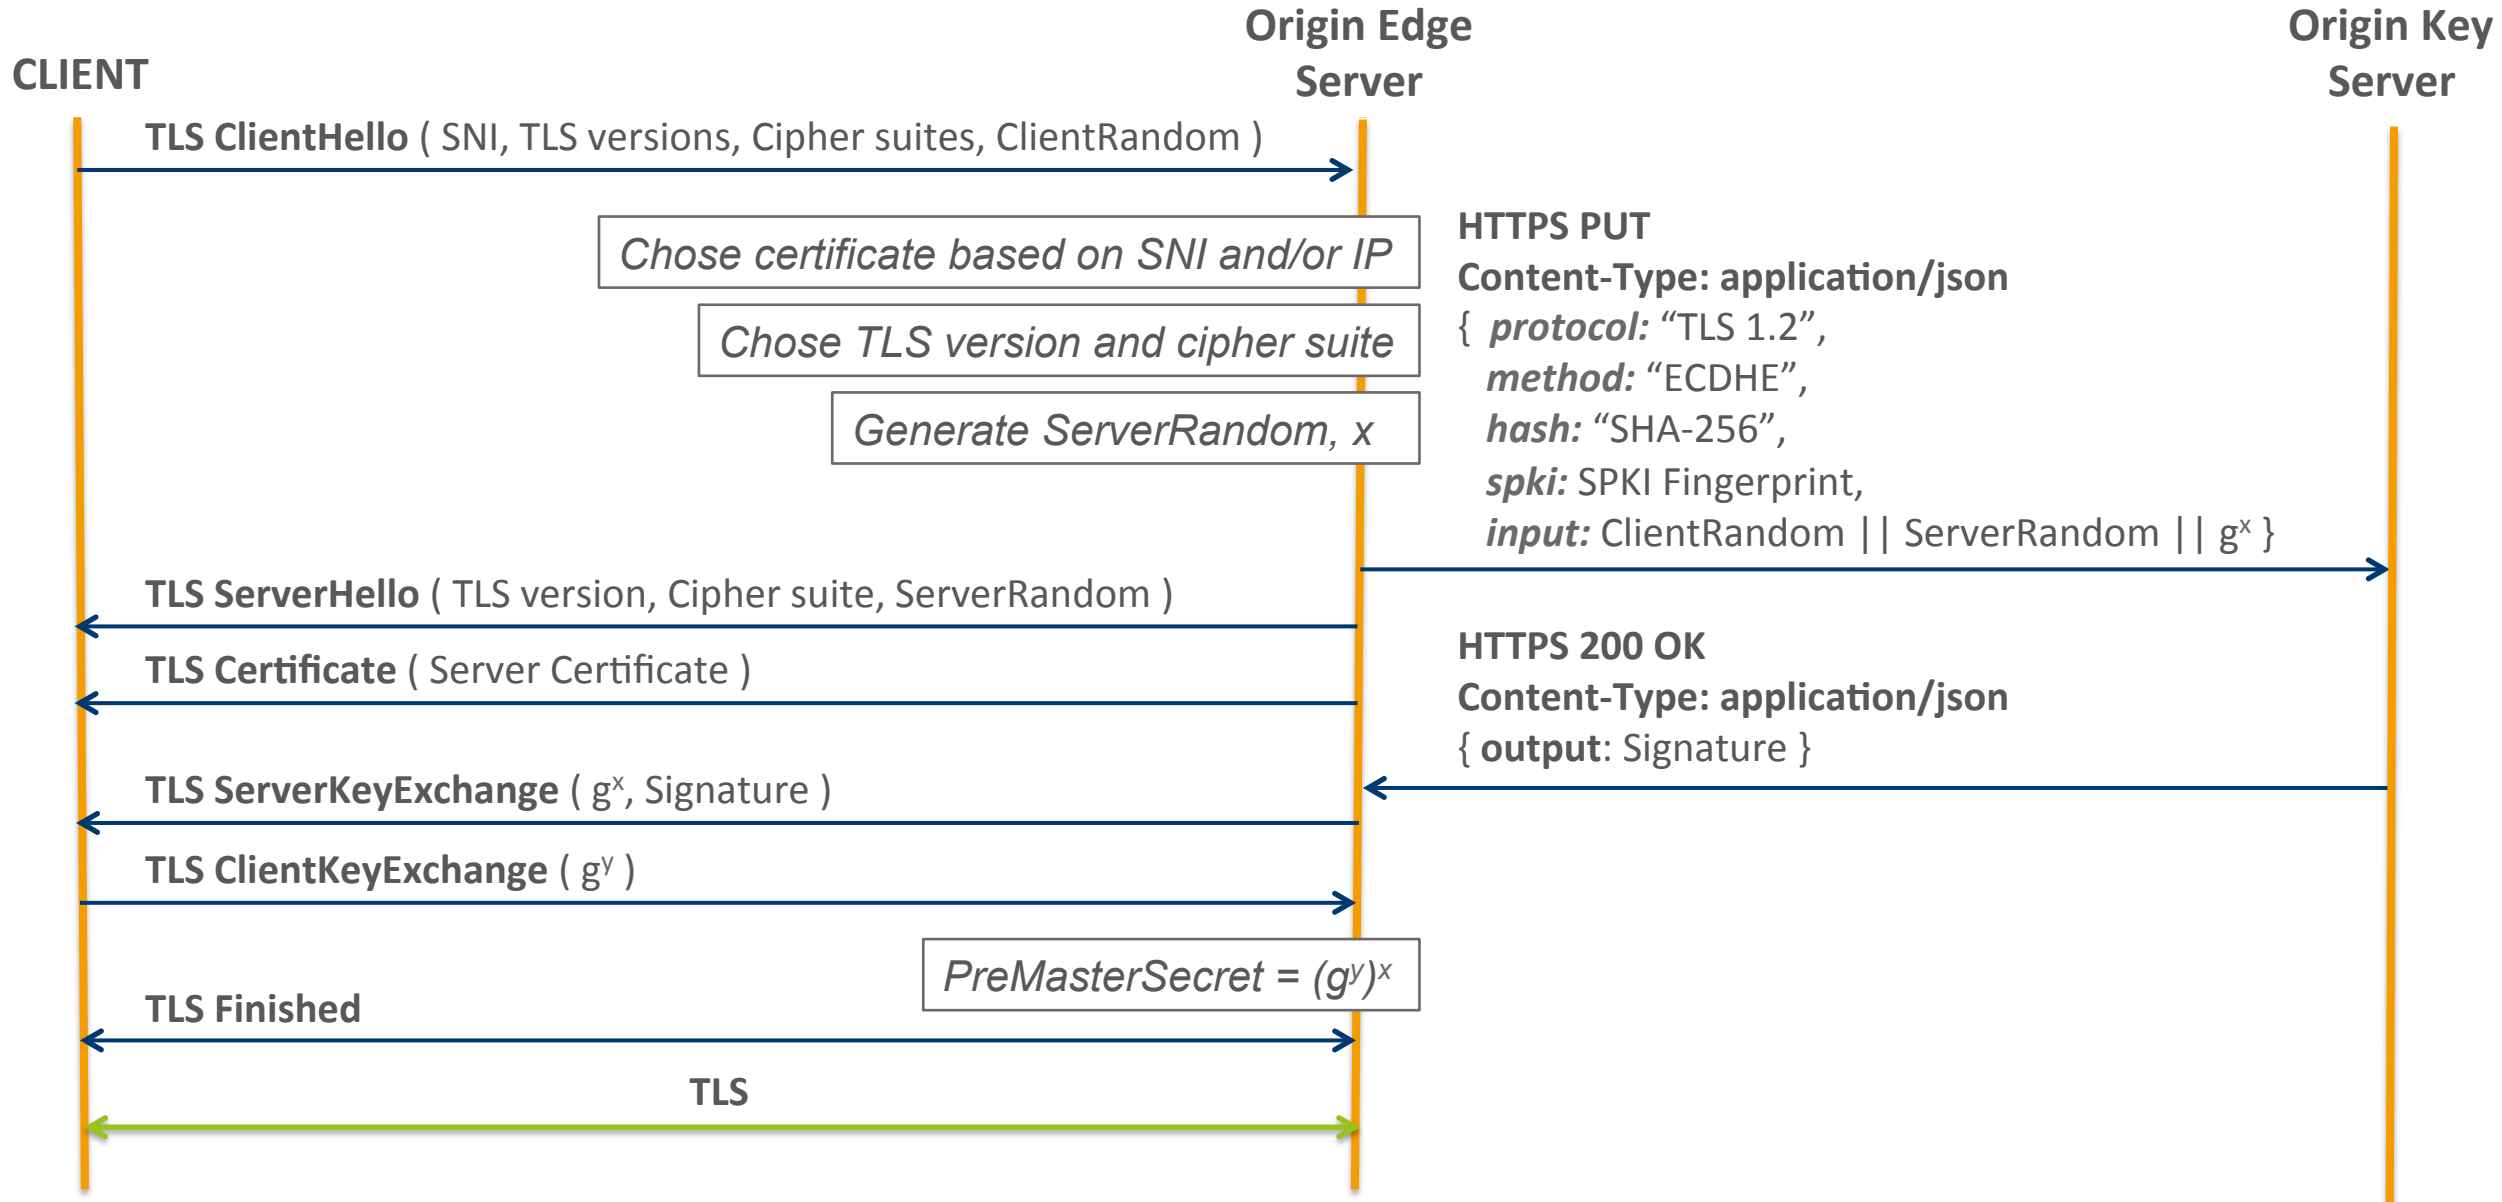 CLIENT
Origin Edge
Server
Origin Key
Server
TLS ClientHello ( SNI, TLS versions, Cipher suites, ClientRandom )
Chose certificate based on SNI and/or IP
Chose TLS version and cipher suite
Generate ServerRandom, x
HTTPS PUT
Content-Type: application/json
{ protocol: “TLS 1.2”,
method: “ECDHE”,
hash: “SHA-256”,
spki: SPKI Fingerprint,
input: ClientRandom || ServerRandom || gˣ }
TLS ServerHello ( TLS version, Cipher suite, ServerRandom )
TLS Certificate ( Server Certificate )
HTTPS 200 OK
Content-Type: application/json
{ output: Signature }
TLS ServerKeyExchange ( gˣ, Signature )
TLS ClientKeyExchange ( gʸ )
PreMasterSecret = (gʸ)ˣ
TLS Finished
TLS